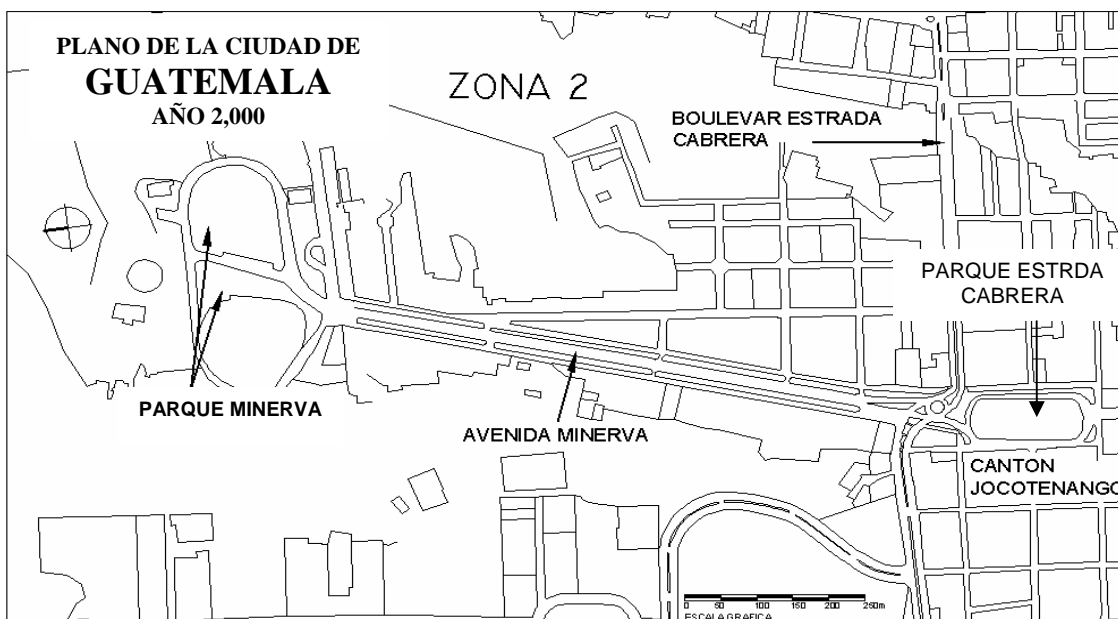 PLANO DE LA CIUDAD DE
GUATEMALA
AÑO 2,000
ZONA 2
BOULEVAR ESTRADA
CABRERA
PARQUE ESTRDA
CABRERA
PARQUE MINERVA
AVENIDA MINERVA
CANTON
JOCOTENANGO
0 50 100 150 200 250m
ESCALA GRAFICA